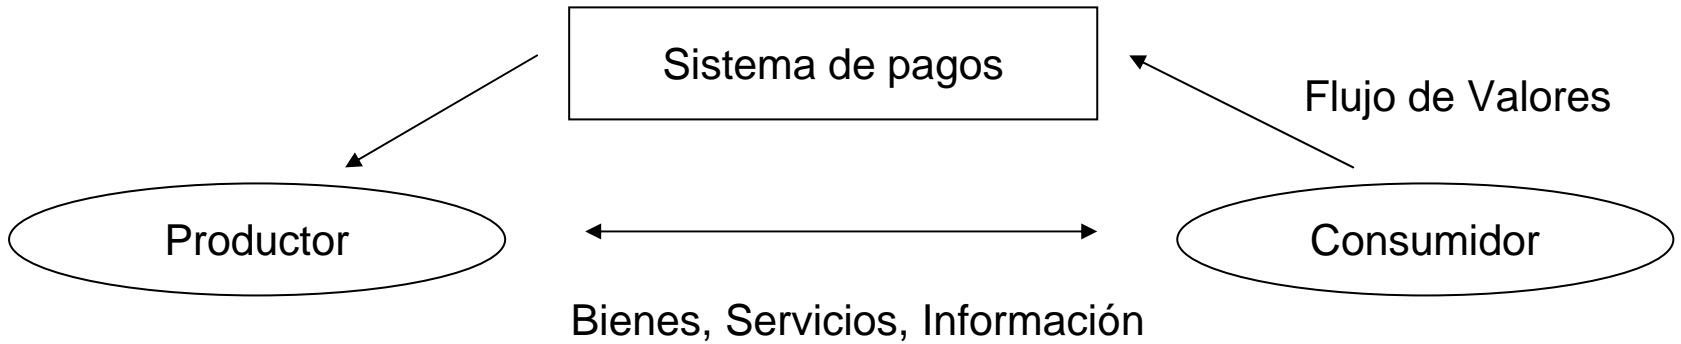 Sistema de pagos
Flujo de Valores
Productor
Consumidor
Bienes, Servicios, Información